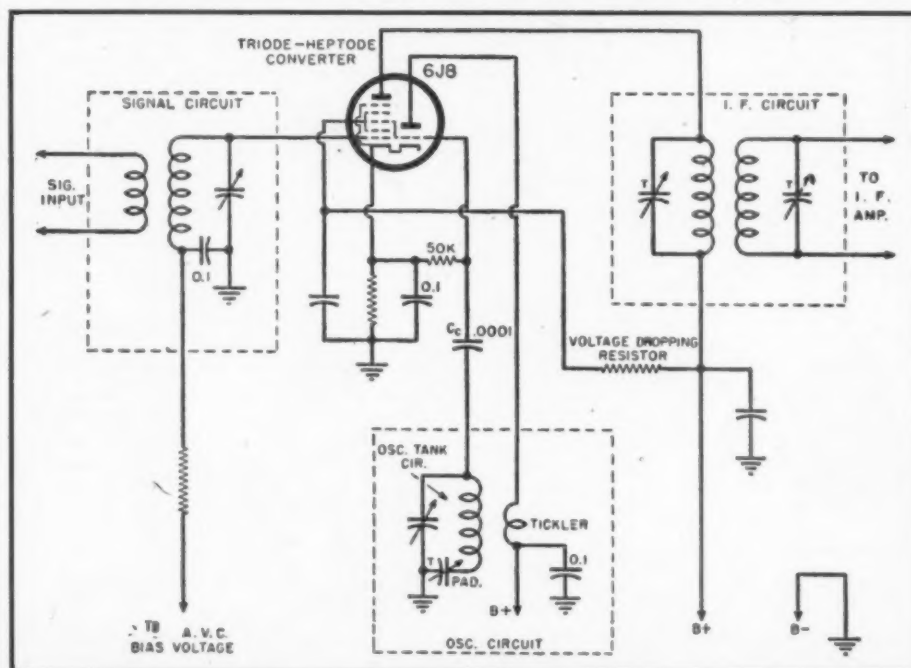 TRIODE-HEPTODE
CONVERTER
6J8
SIGNAL CIRCUIT
I. F. CIRCUIT
SIG.
INPUT
T
T
TO
I. F.
AMP.
0.1
50K
0.1
Cc .0001
VOLTAGE DROPPING
RESISTOR
OSC. TANK
CIR.
TICKLER
T
PAD.
0.1
B+
OSC. CIRCUIT
A. V. C.
BIAS VOLTAGE
B+
B-